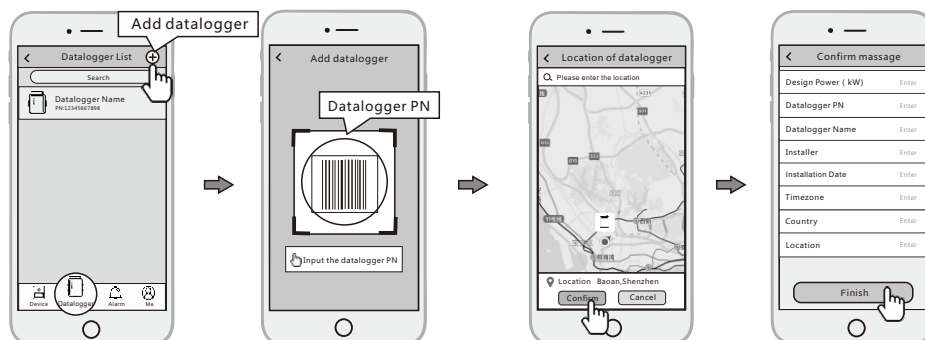 Add datalogger
Datalogger List
Search
Datalogger Name
PN:12345667898
Device
Datalogger
Alarm
Me
Add datalogger
Datalogger PN
Input the datalogger PN
Location of datalogger
Please enter the location
Location Baoan,Shenzhen
Confirm
Cancel
Confirm massage
Design Power ( kW) Enter
Datalogger PN Enter
Datalogger Name Enter
Installer Enter
Installation Date Enter
Timezone Enter
Country Enter
Location Enter
Finish